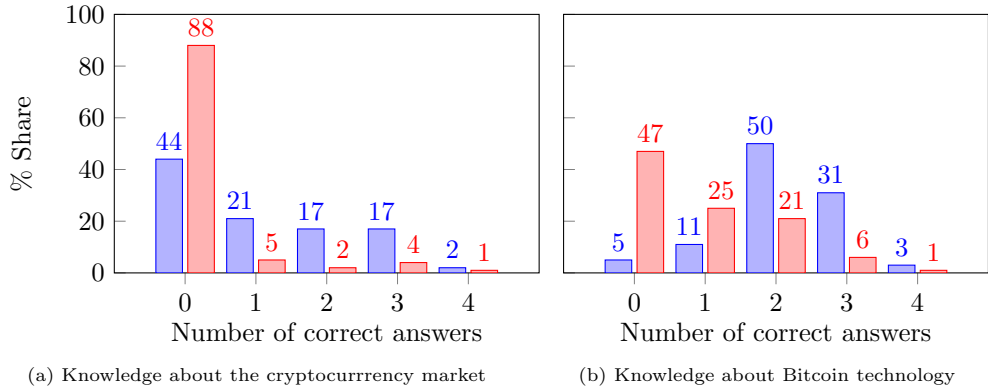 100
80
60
40
20
0
% Share
44 88 21 5 17 2 17 4 2 1
0 1 2 3 4
Number of correct answers
(a) Knowledge about the cryptocurrrency market
5 47 11 25 50 21 31 6 3 1
0 1 2 3 4
Number of correct answers
(b) Knowledge about Bitcoin technology